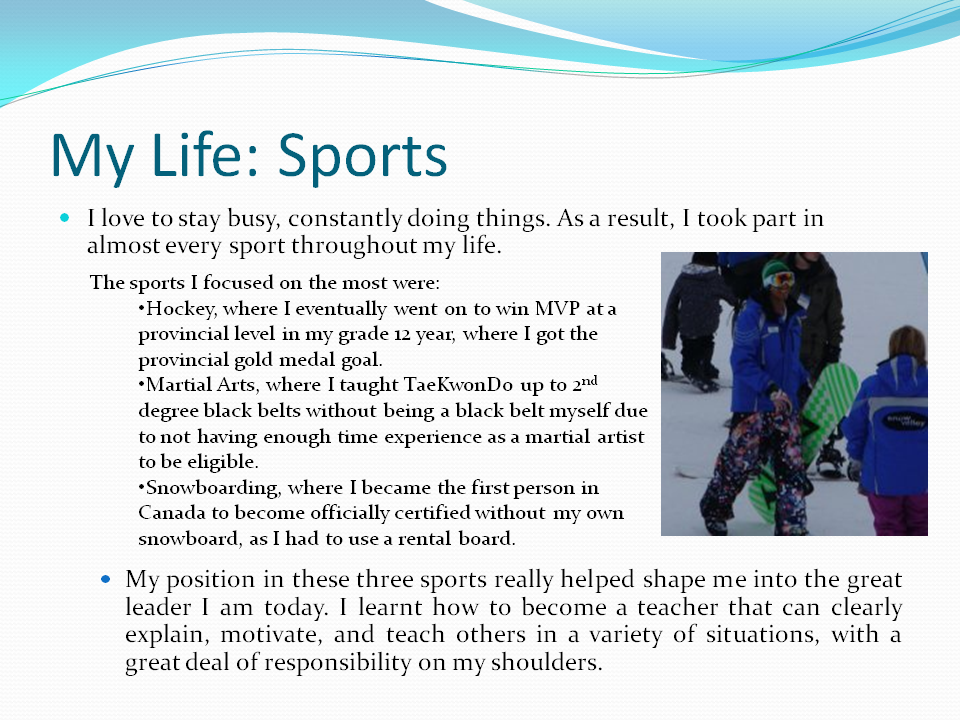 My Life: Sports
• I love to stay busy, constantly doing things. As a result, I took part in
almost every sport throughout my life.
The sports I focused on the most were:
•Hockey, where I eventually went on to win MVP at a
provincial level in my grade 12 year, where I got the
provincial gold medal goal.
•Martial Arts, where I taught TaeKwonDo up to 2nd
degree black belts without being a black belt myself due
to not having enough time experience as a martial artist
to be eligible.
•Snowboarding, where I became the first person in
Canada to become officially certified without my own
snowboard, as I had to use a rental board.
snow
valley
• My position in these three sports really helped shape me into the great
leader I am today. I learnt how to become a teacher that can clearly
explain, motivate, and teach others in a variety of situations, with a
great deal of responsibility on my shoulders.